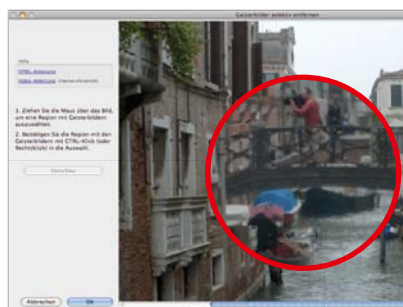 Geisterbilder selektiv entfernen
Hilfe
HTML-Anleitung
Video-Anleitung
1. Ziehen Sie die Maus über das Bild,
um eine Region mit Geisterbildern
auszuwählen.
2. Bestätigen Sie die Region mit den
Geisterbildern mit CTRL-Klick (oder
Rechtsklick) in die Auswahl.
Vorschau
Abbrechen
OK